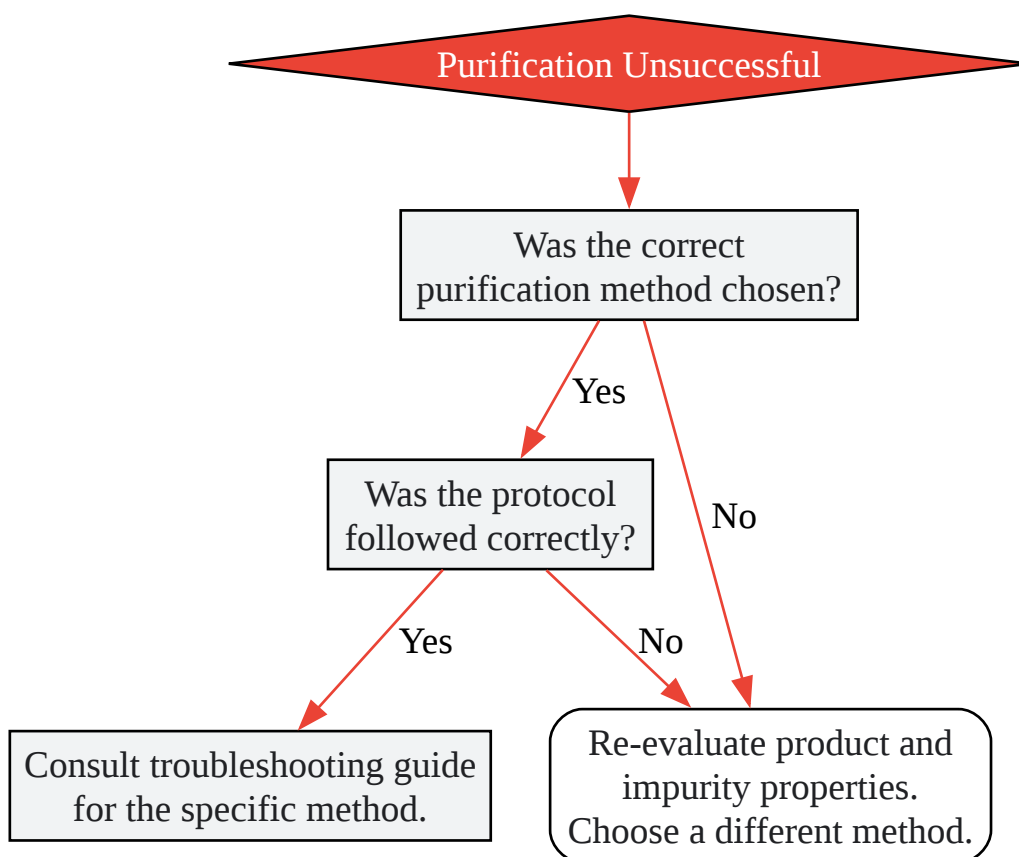 Purification Unsuccessful
Was the correct
purification method chosen?
Yes
No
Was the protocol
followed correctly?
Yes
No
Consult troubleshooting guide
for the specific method.
Re-evaluate product and
impurity properties.
Choose a different method.